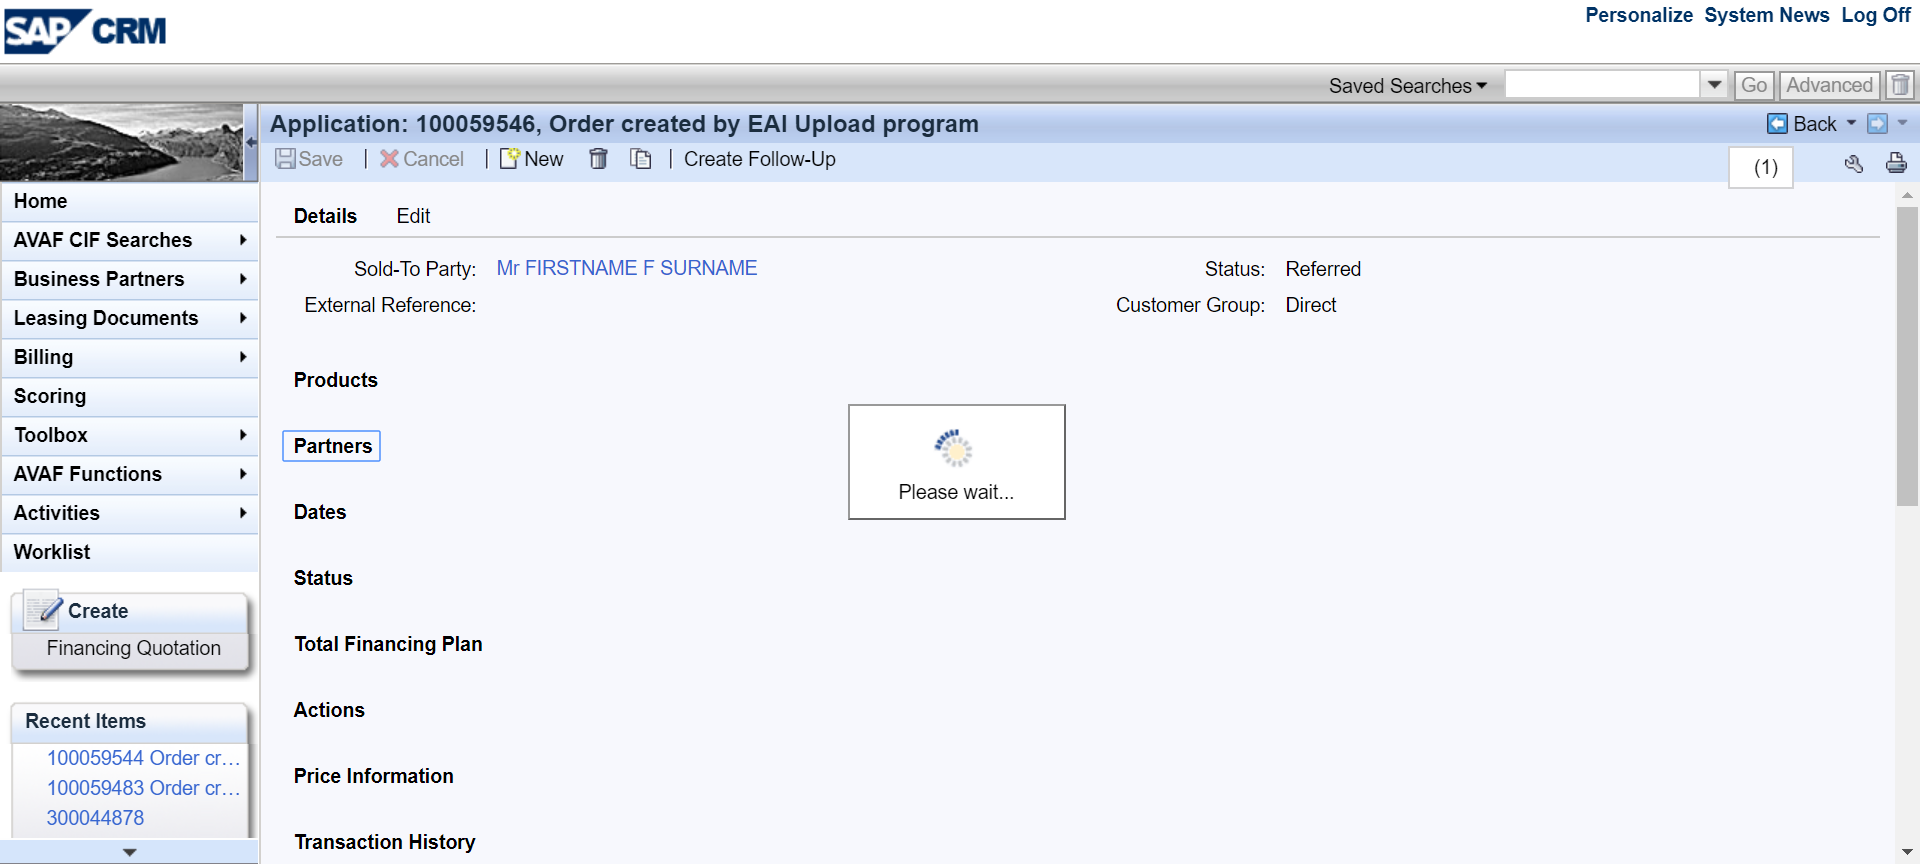 SAP CRM
Personalize System News Log Off
Saved Searches Go Advanced
Application: 100059546, Order created by EAI Upload program
Back
Save | Cancel | New | Create Follow-Up
(1)
Home
AVAF CIF Searches
Business Partners
Leasing Documents
Billing
Scoring
Toolbox
AVAF Functions
Activities
Worklist
Create
Financing Quotation
Recent Items
100059544 Order cr...
100059483 Order cr...
300044878
Details Edit
Sold-To Party: Mr FIRSTNAME F SURNAME
Status: Referred
External Reference:
Customer Group: Direct
Products
Partners
Dates
Status
Total Financing Plan
Actions
Price Information
Transaction History
Please wait...